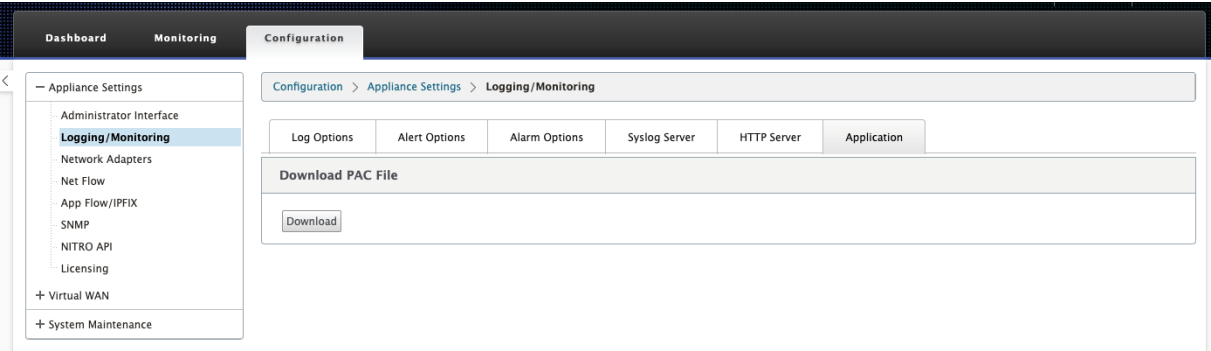 Dashboard Monitoring Configuration
Appliance Settings
Administrator Interface
Logging/Monitoring
Network Adapters
Net Flow
App Flow/IPFIX
SNMP
NITRO API
Licensing
Virtual WAN
System Maintenance
Configuration > Appliance Settings > Logging/Monitoring
Log Options Alert Options Alarm Options Syslog Server HTTP Server Application
Download PAC File
Download